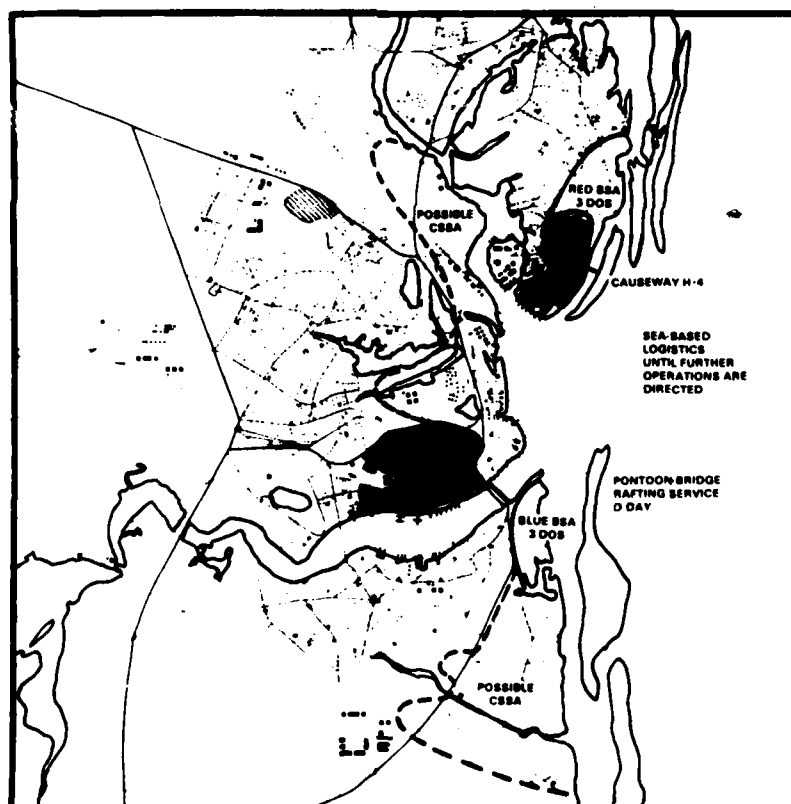 RED BSA
3 DOS
POSSIBLE
CSSA
CAUSEWAY H-4
SEA-BASED
LOGISTICS
UNTIL FURTHER
OPERATIONS ARE
DIRECTED
PONTOON-BRIDGE
RAFTING SERVICE
D DAY
BLUE BSA
3 DOS
POSSIBLE
CSSA